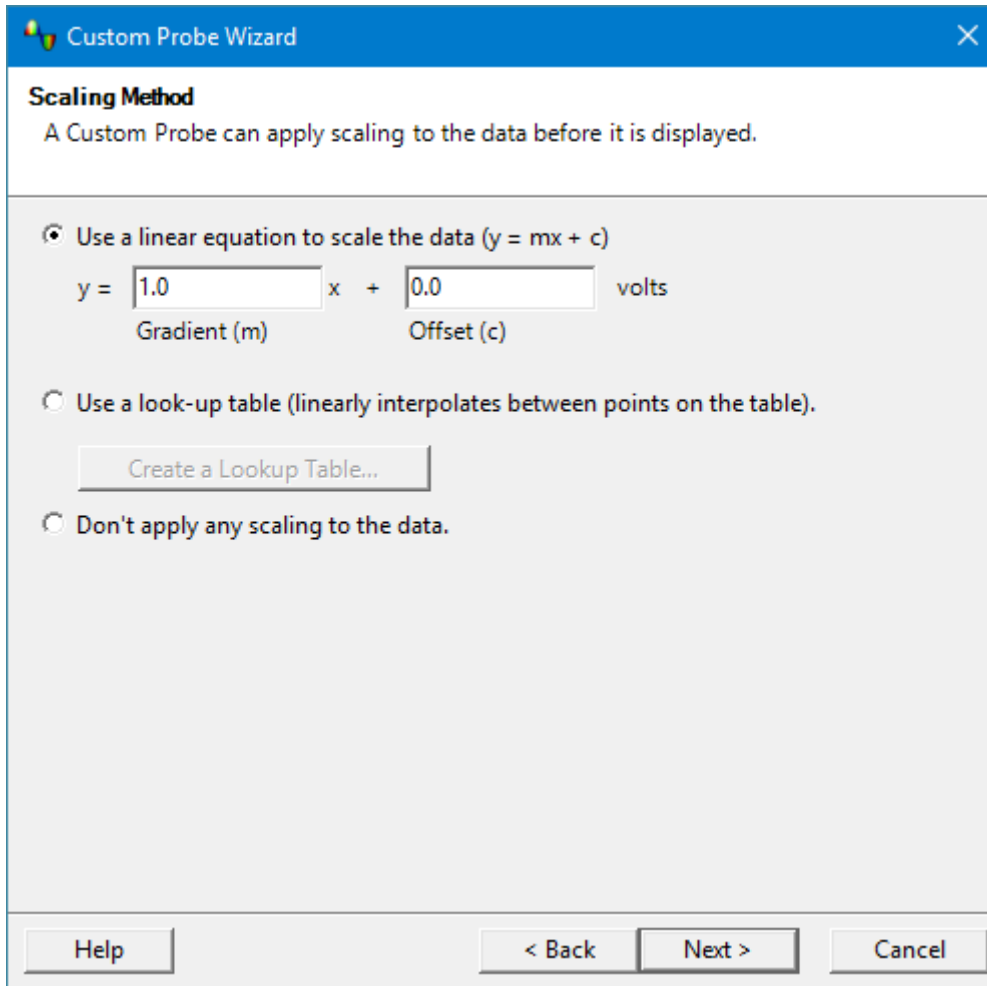 Custom Probe Wizard
Scaling Method
A Custom Probe can apply scaling to the data before it is displayed.
Use a linear equation to scale the data (y = mx + c)
y = 1.0 x + 0.0 volts
Gradient (m) Offset (c)
Use a look-up table (linearly interpolates between points on the table).
Create a Lookup Table...
Don't apply any scaling to the data.
Help < Back Next > Cancel